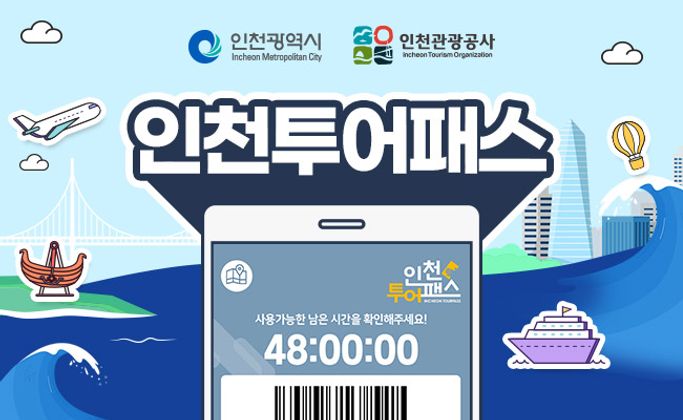 인천광역시
Incheon Metropolitan City
인천관광공사
Incheon Tourism Organization
인천투어패스
인천
투어패스
INCHEON TOURPASS
사용가능한 남은 시간을 확인해주세요!
48:00:00